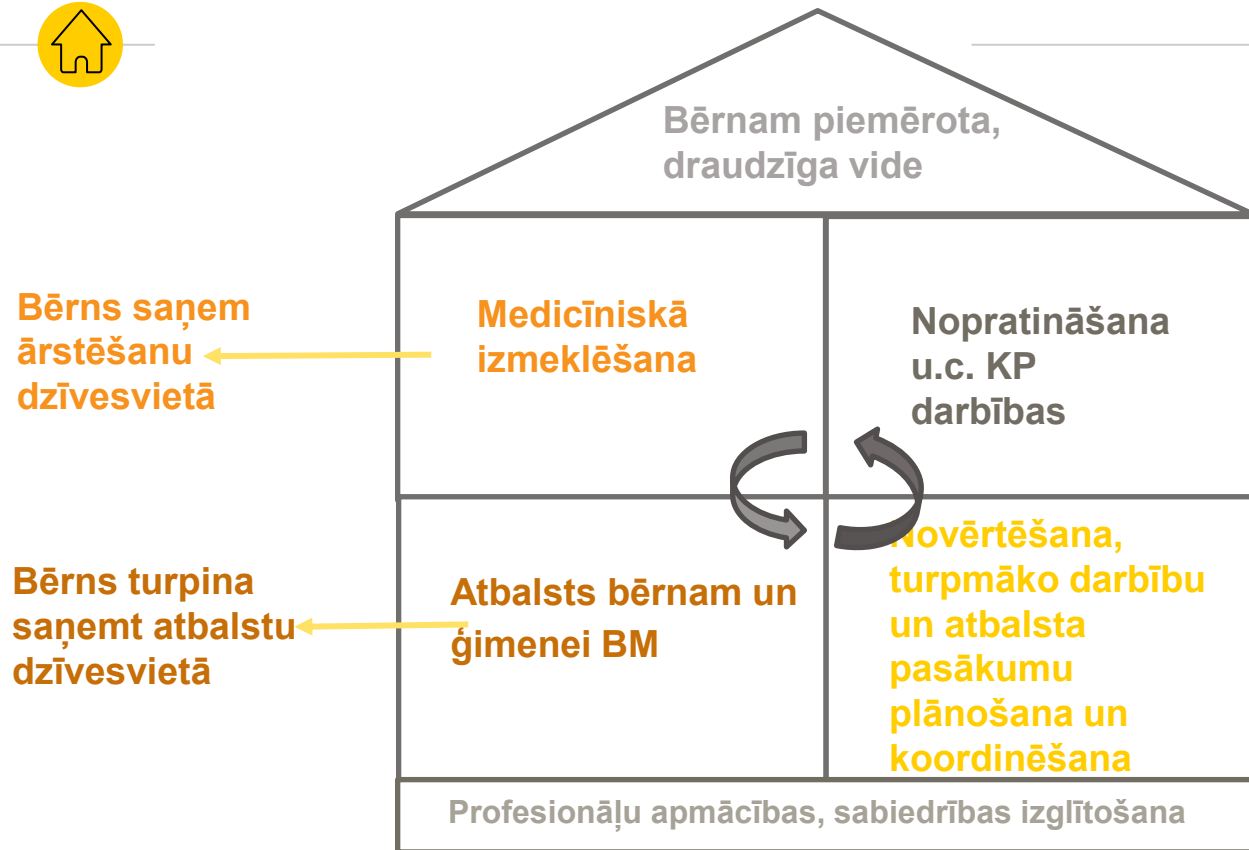 Bērnam piemērota,
draudzīga vide
Bērns saņem
ārstēšanu
dzīvesvietā
Medicīniskā
izmeklēšana
Nopratināšana
u.c. KP
darbības
Bērns turpina
saņemt atbalstu
dzīvesvietā
Atbalsts bērnam un
ģimenei BM
Novērtēšana,
turpmāko darbību
un atbalsta
pasākumu
plānošana un
koordinēšana
Profesionāļu apmācības, sabiedrības izglītošana